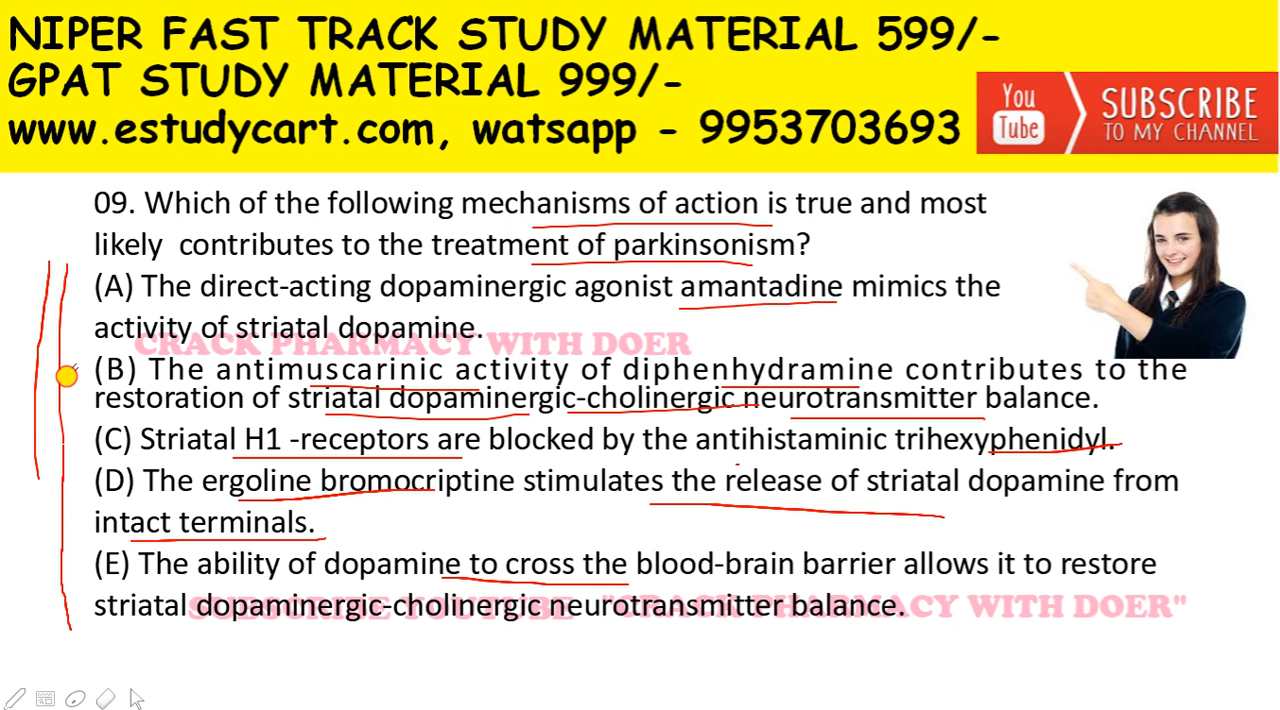 NIPER FAST TRACK STUDY MATERIAL 599/-
GPAT STUDY MATERIAL 999/-
www.estudycart.com, watsapp - 9953703693
You
Tube
SUBSCRIBE
TO MY CHANNEL
09. Which of the following mechanisms of action is true and most
likely contributes to the treatment of parkinsonism?
(A) The direct-acting dopaminergic agonist amantadine mimics the
activity of striatal dopamine.
CRACK PHARMACY WITH DOER
(B) The antimuscarinic activity of diphenhydramine contributes to the
restoration of striatal dopaminergic-cholinergic neurotransmitter balance.
(C) Striatal H1 -receptors are blocked by the antihistaminic trihexyphenidyl.
(D) The ergoline bromocriptine stimulates the release of striatal dopamine from
intact terminals.
(E) The ability of dopamine to cross the blood-brain barrier allows it to restore
striatal dopaminergic-cholinergic neurotransmitter balance.
SUBSCRIBE YOUTUBE "CRACK PHARMACY WITH DOER"